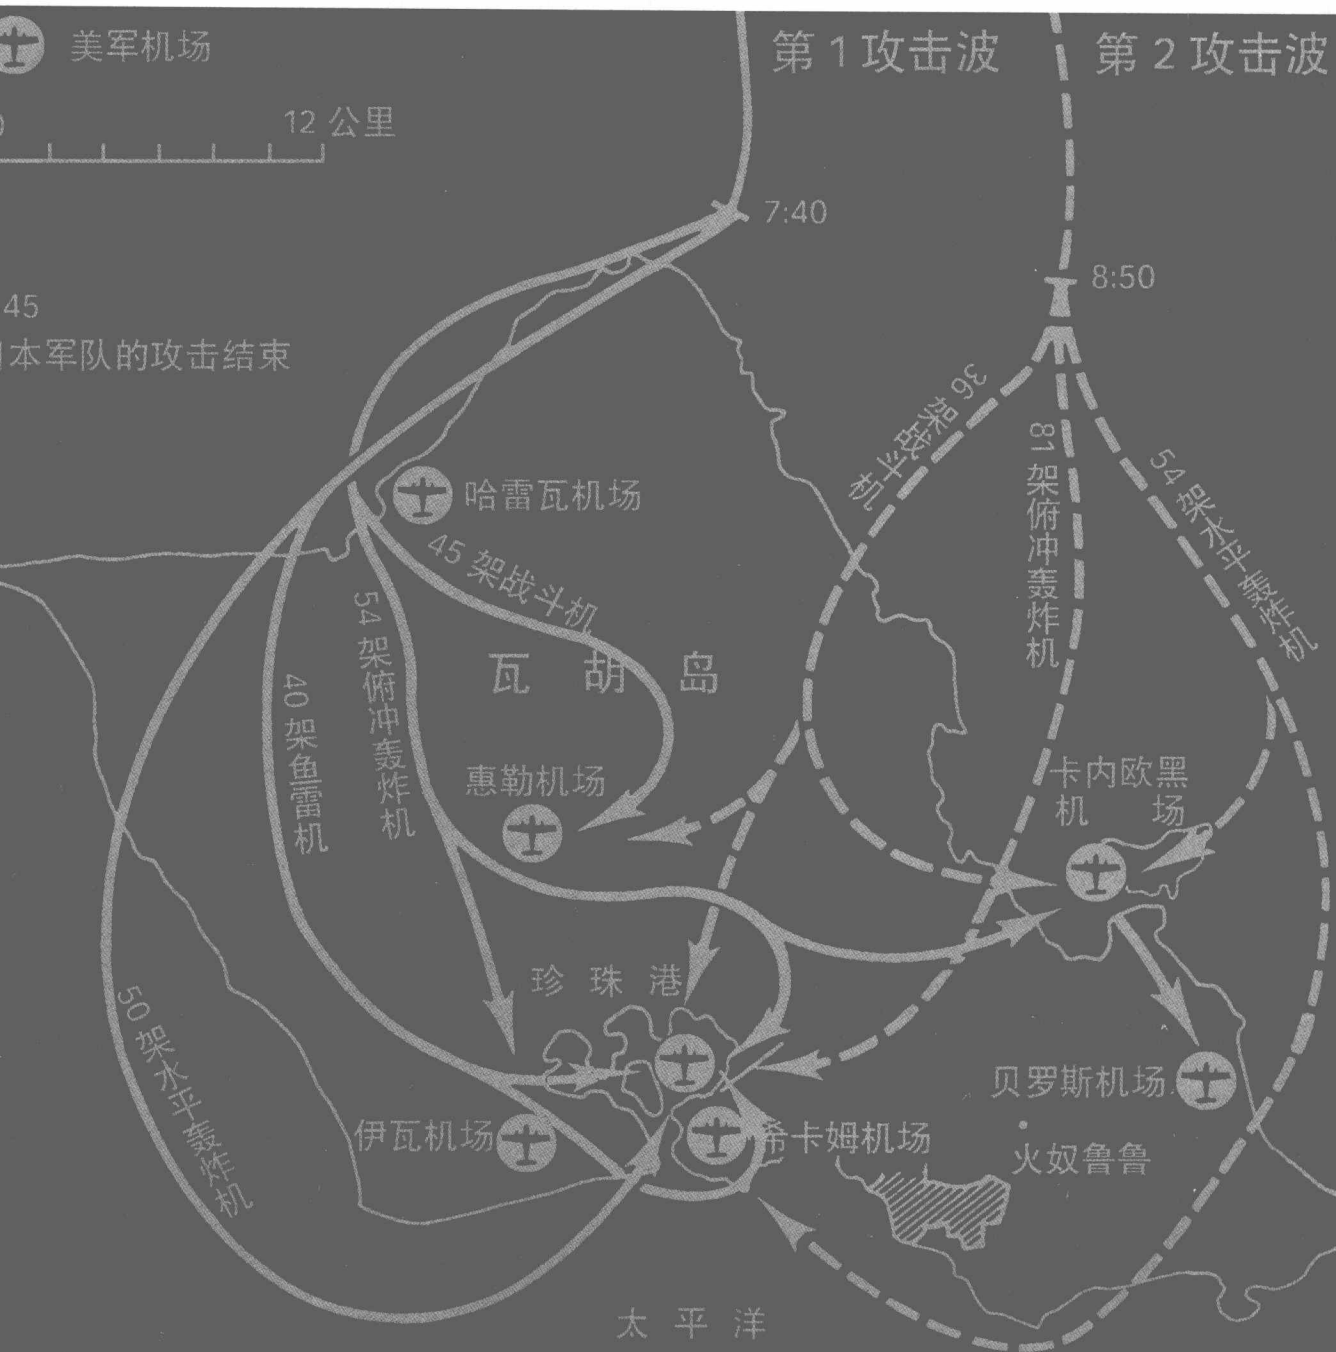 美军机场
第1攻击波
第2攻击波
12 公里
7:40
8:50
45
本军队的攻击结束
36 架战斗机
81 架俯冲轰炸机
54 架水平轰炸机
哈雷瓦机场
45 架战斗机
54 架俯冲轰炸机
40 架鱼雷机
瓦胡岛
惠勒机场
卡内欧黑
机场
珍珠港
50 架水平轰炸机
贝罗斯机场
伊瓦机场
希卡姆机场
火奴鲁鲁
太平洋